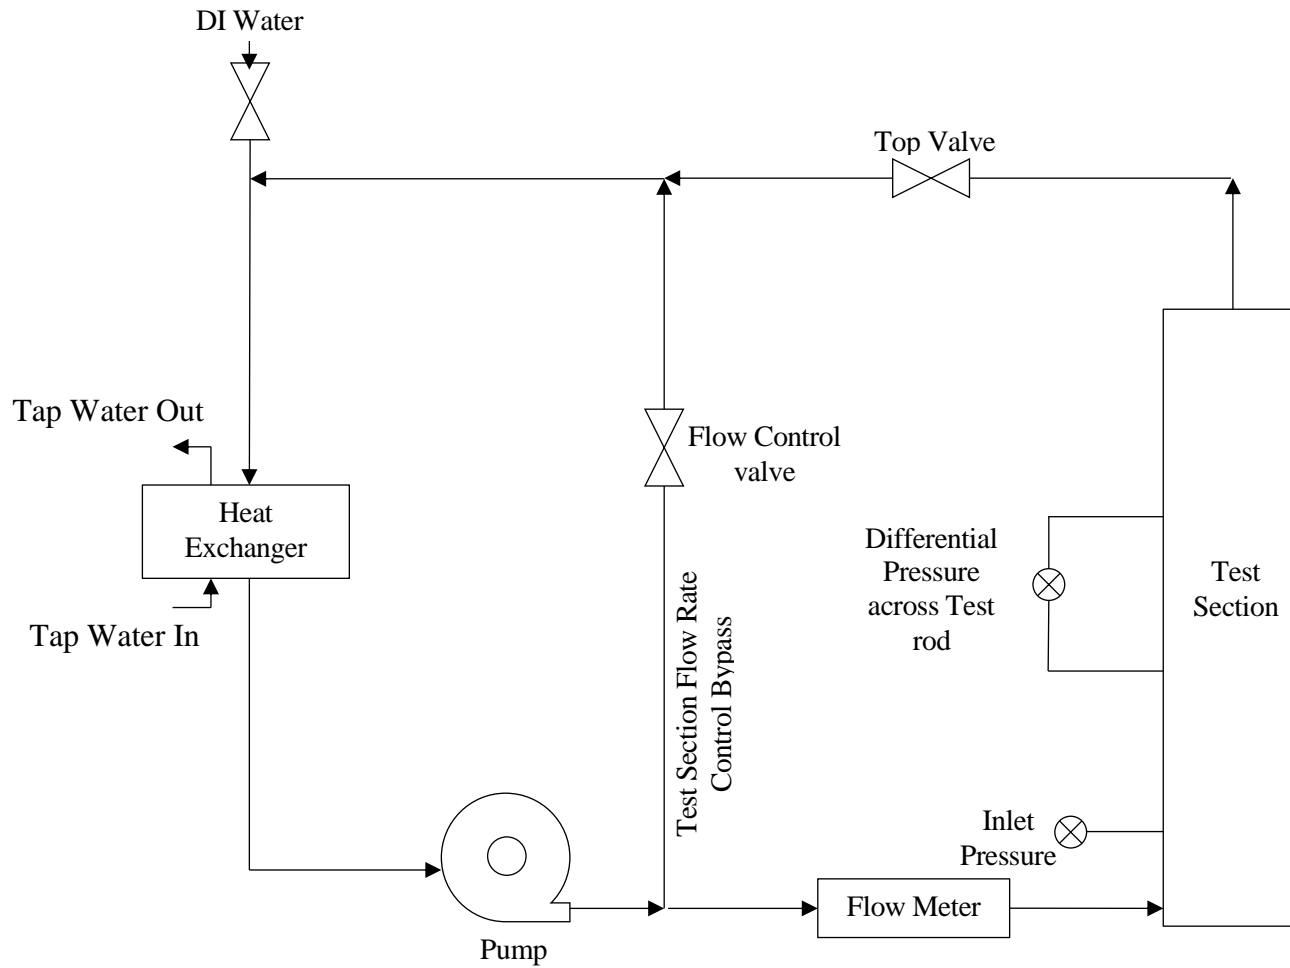 DI Water
Top Valve
Tap Water Out
Flow Control
valve
Heat
Exchanger
Differential
Pressure
across Test
rod
Test
Section
Tap Water In
Test Section Flow Rate
Control Bypass
Inlet
Pressure
Flow Meter
Pump